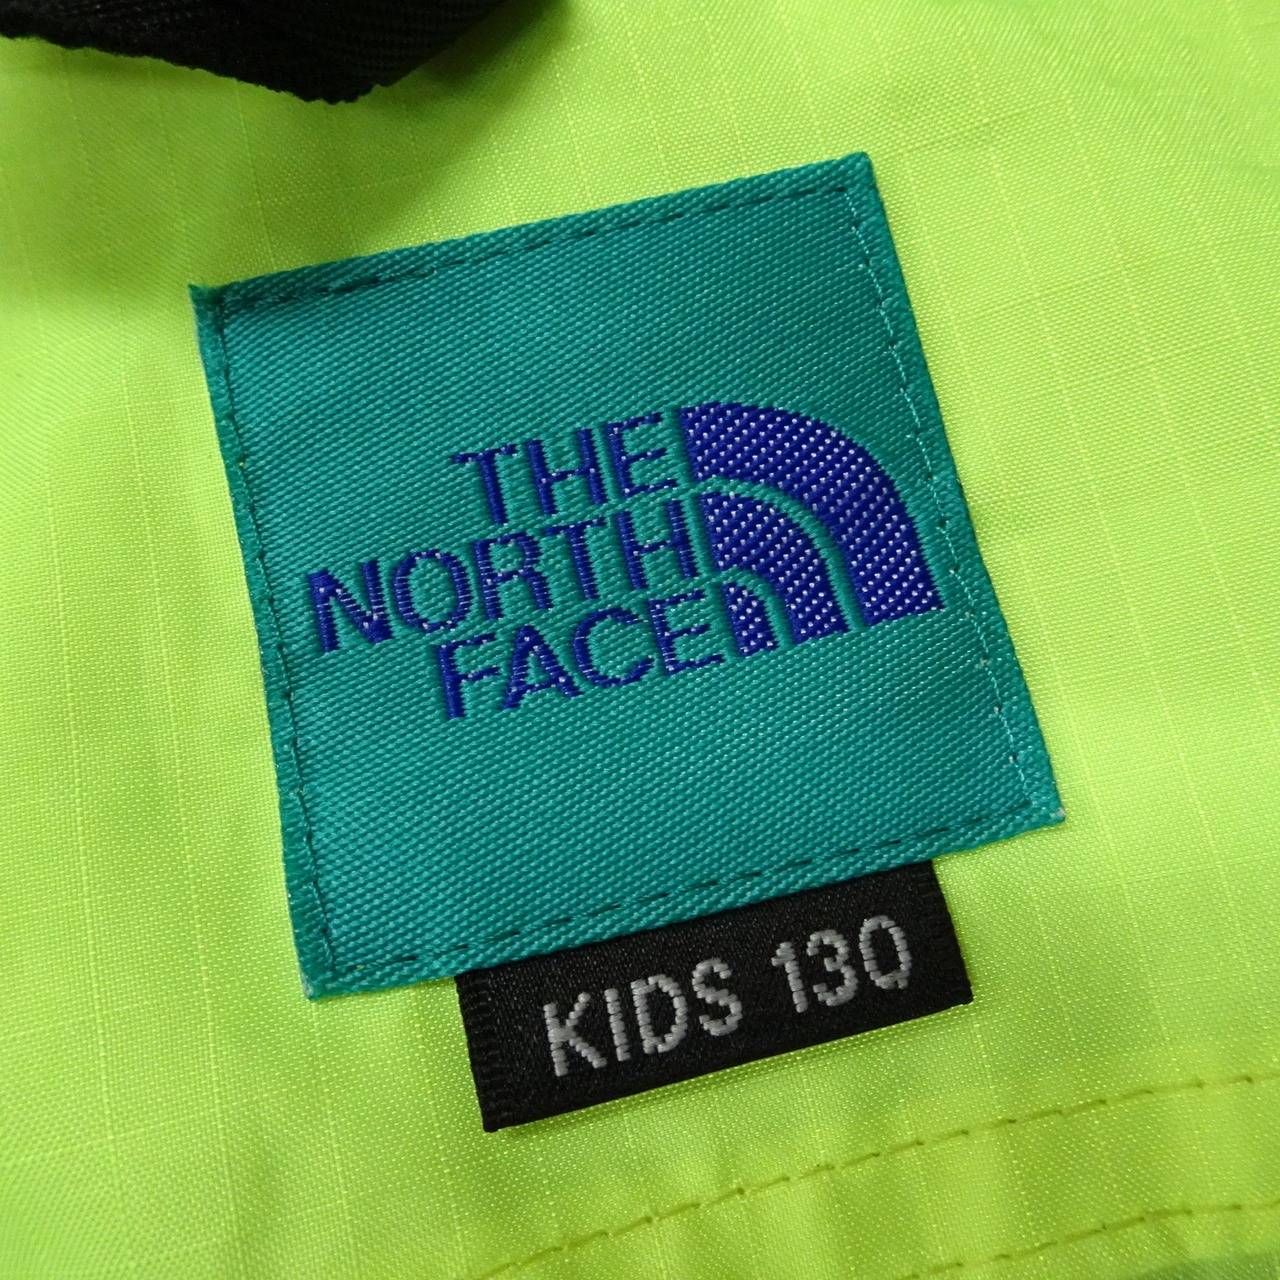 THE
NORTH
FACE
KIDS 130